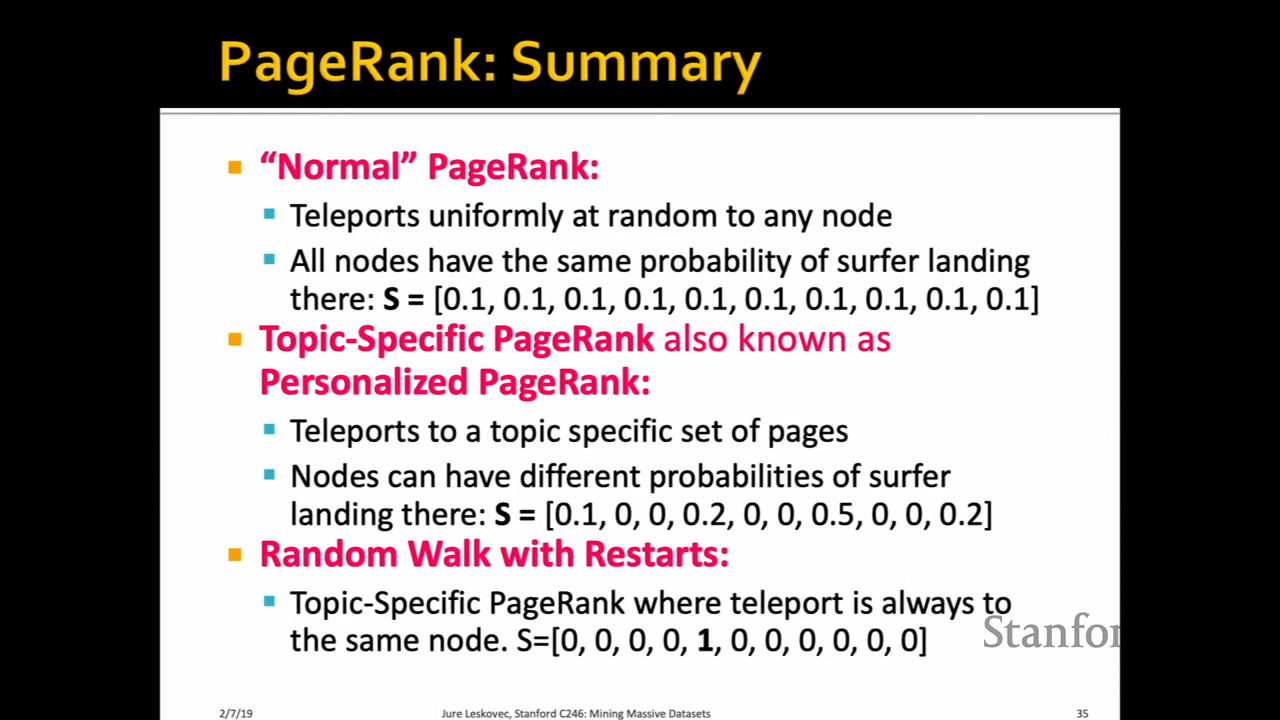 PageRank: Summary
“Normal” PageRank:
Teleports uniformly at random to any node
All nodes have the same probability of surfer landing
there: S = [0.1, 0.1, 0.1, 0.1, 0.1, 0.1, 0.1, 0.1, 0.1, 0.1]
Topic-Specific PageRank also known as
Personalized PageRank:
Teleports to a topic specific set of pages
Nodes can have different probabilities of surfer
landing there: S = [0.1, 0, 0, 0.2, 0, 0, 0.5, 0, 0, 0.2]
Random Walk with Restarts:
Topic-Specific PageRank where teleport is always to
the same node. S=[0, 0, 0, 0, 1, 0, 0, 0, 0, 0, 0]
Stanfor
2/7/19
Jure Leskovec, Stanford C246: Mining Massive Datasets
35